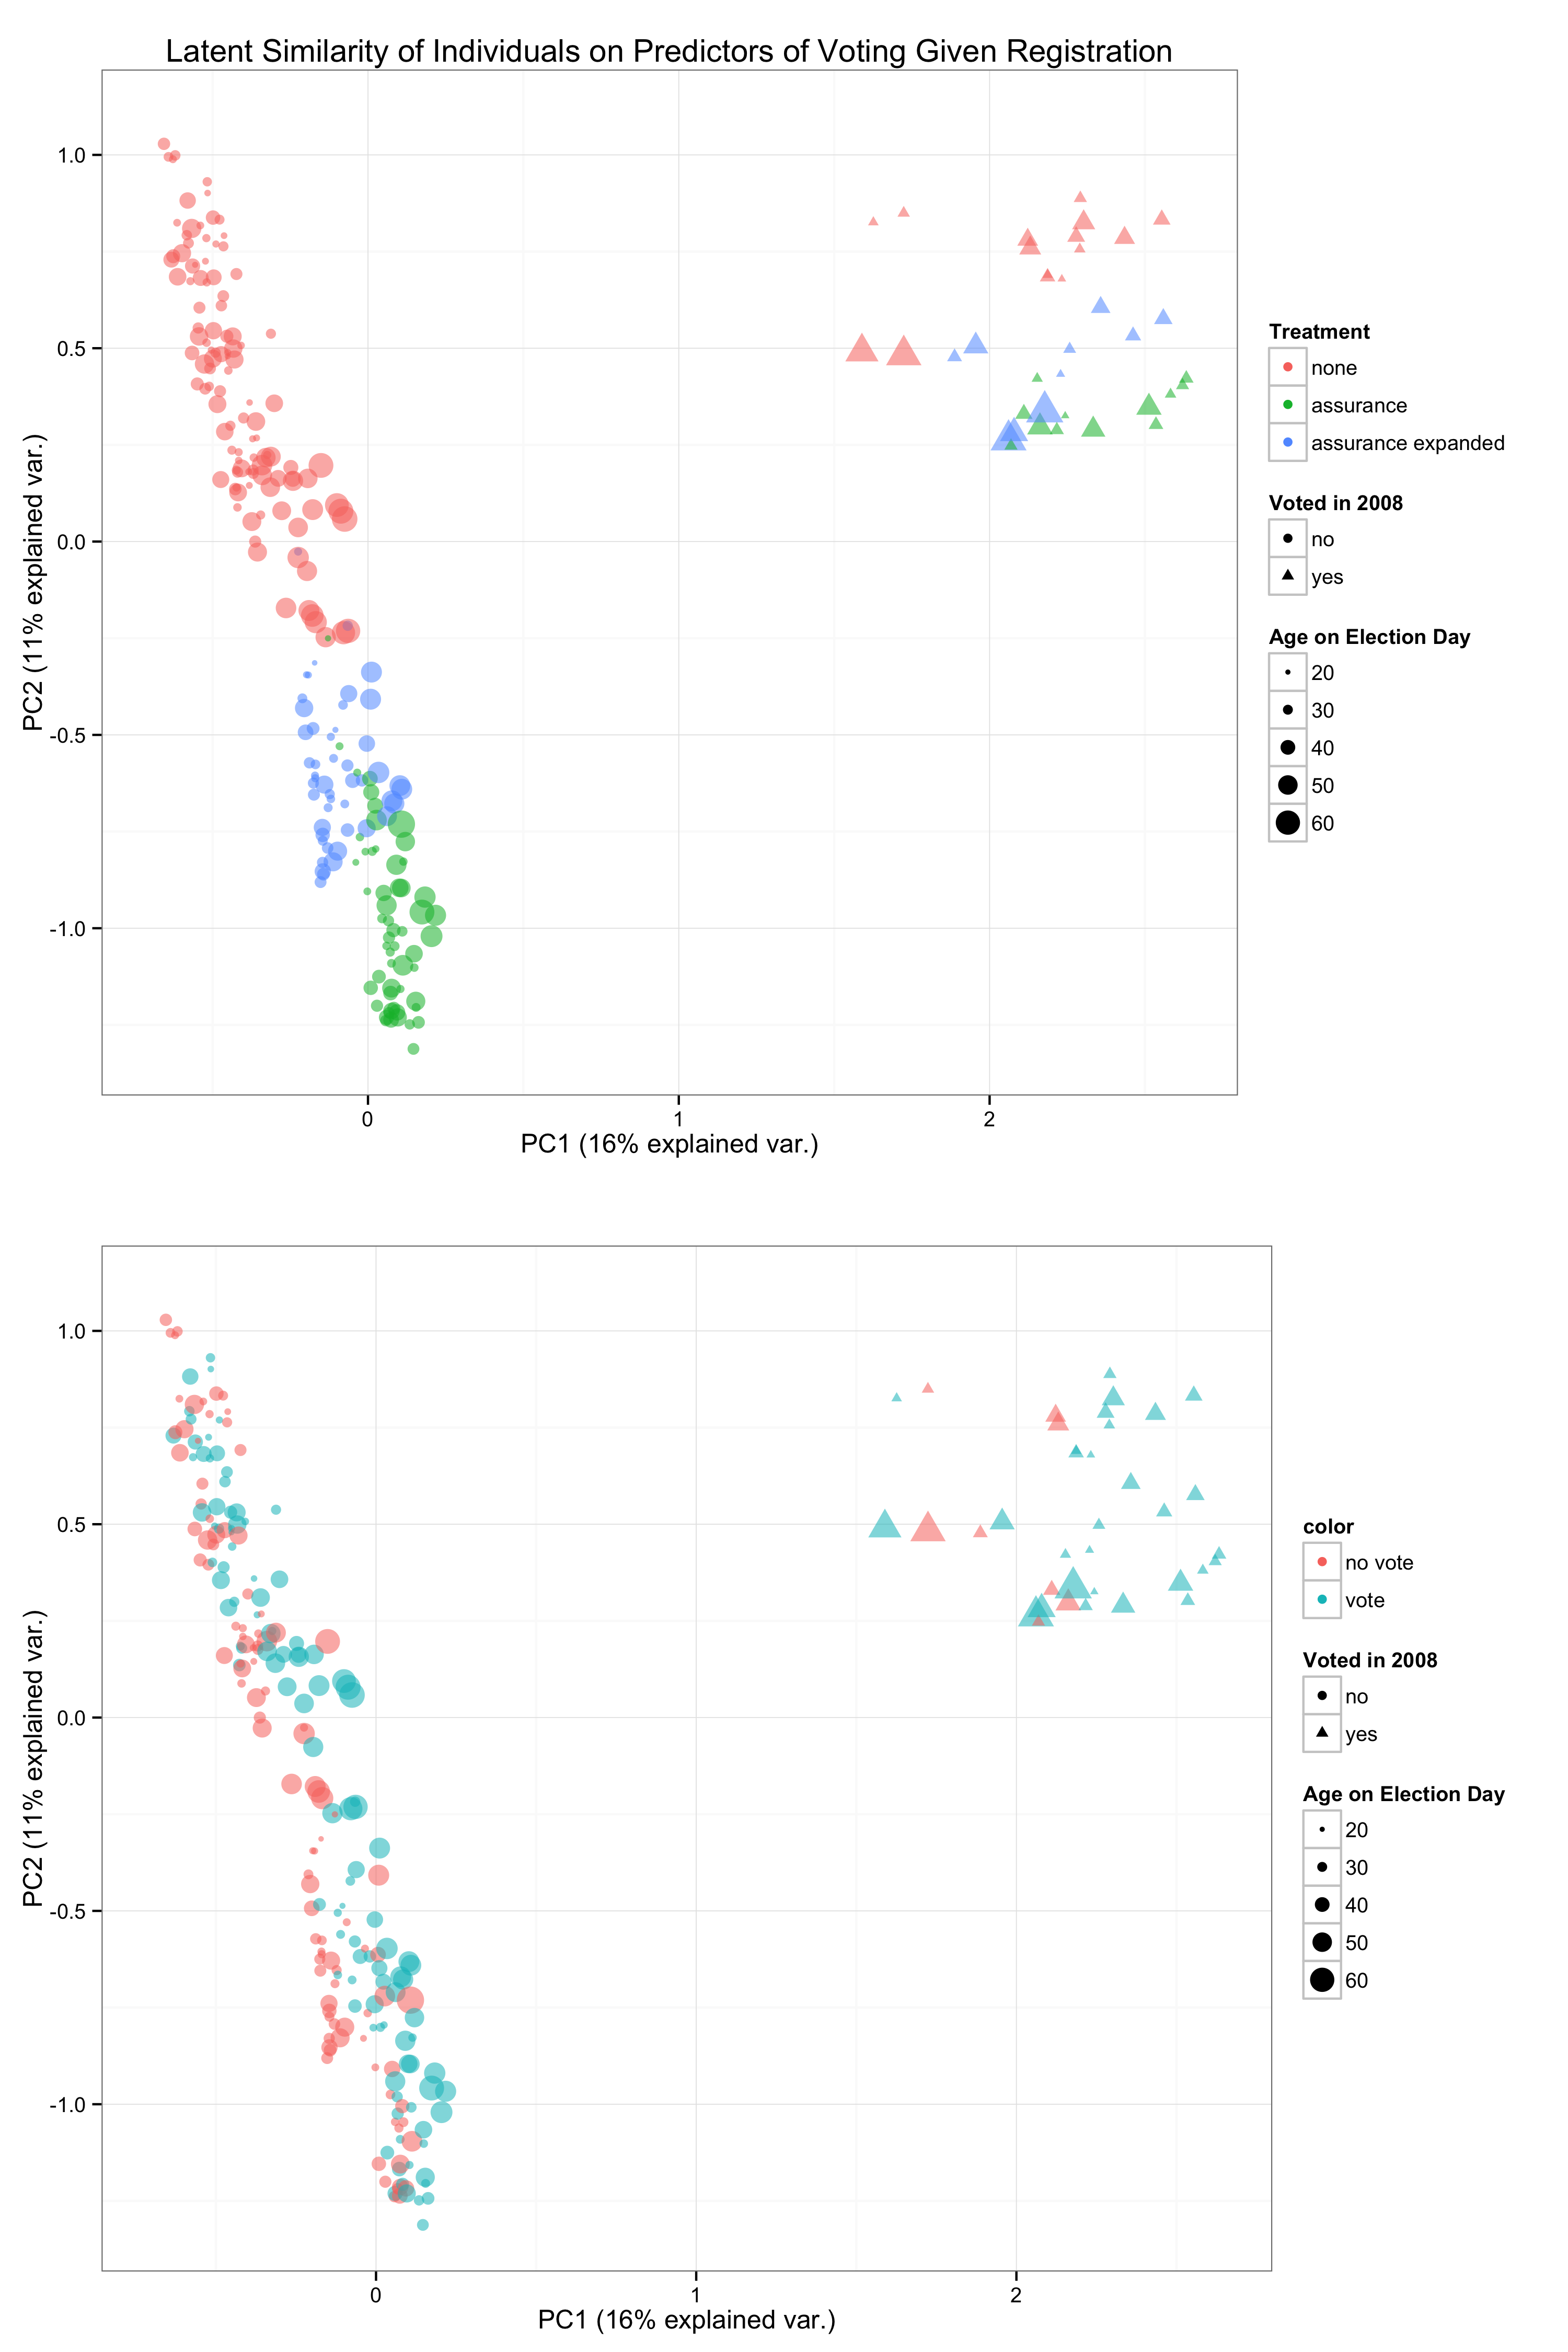 Latent Similarity of Individuals on Predictors of Voting Given Registration
1.0
0.5
0.0
-0.5
-1.0
PC2 (11% explained var.)
0
1
2
PC1 (16% explained var.)
Treatment
none
assurance
assurance expanded
Voted in 2008
no
yes
Age on Election Day
20
30
40
50
60
1.0
0.5
0.0
-0.5
-1.0
PC2 (11% explained var.)
0
1
2
PC1 (16% explained var.)
color
no vote
vote
Voted in 2008
no
yes
Age on Election Day
20
30
40
50
60